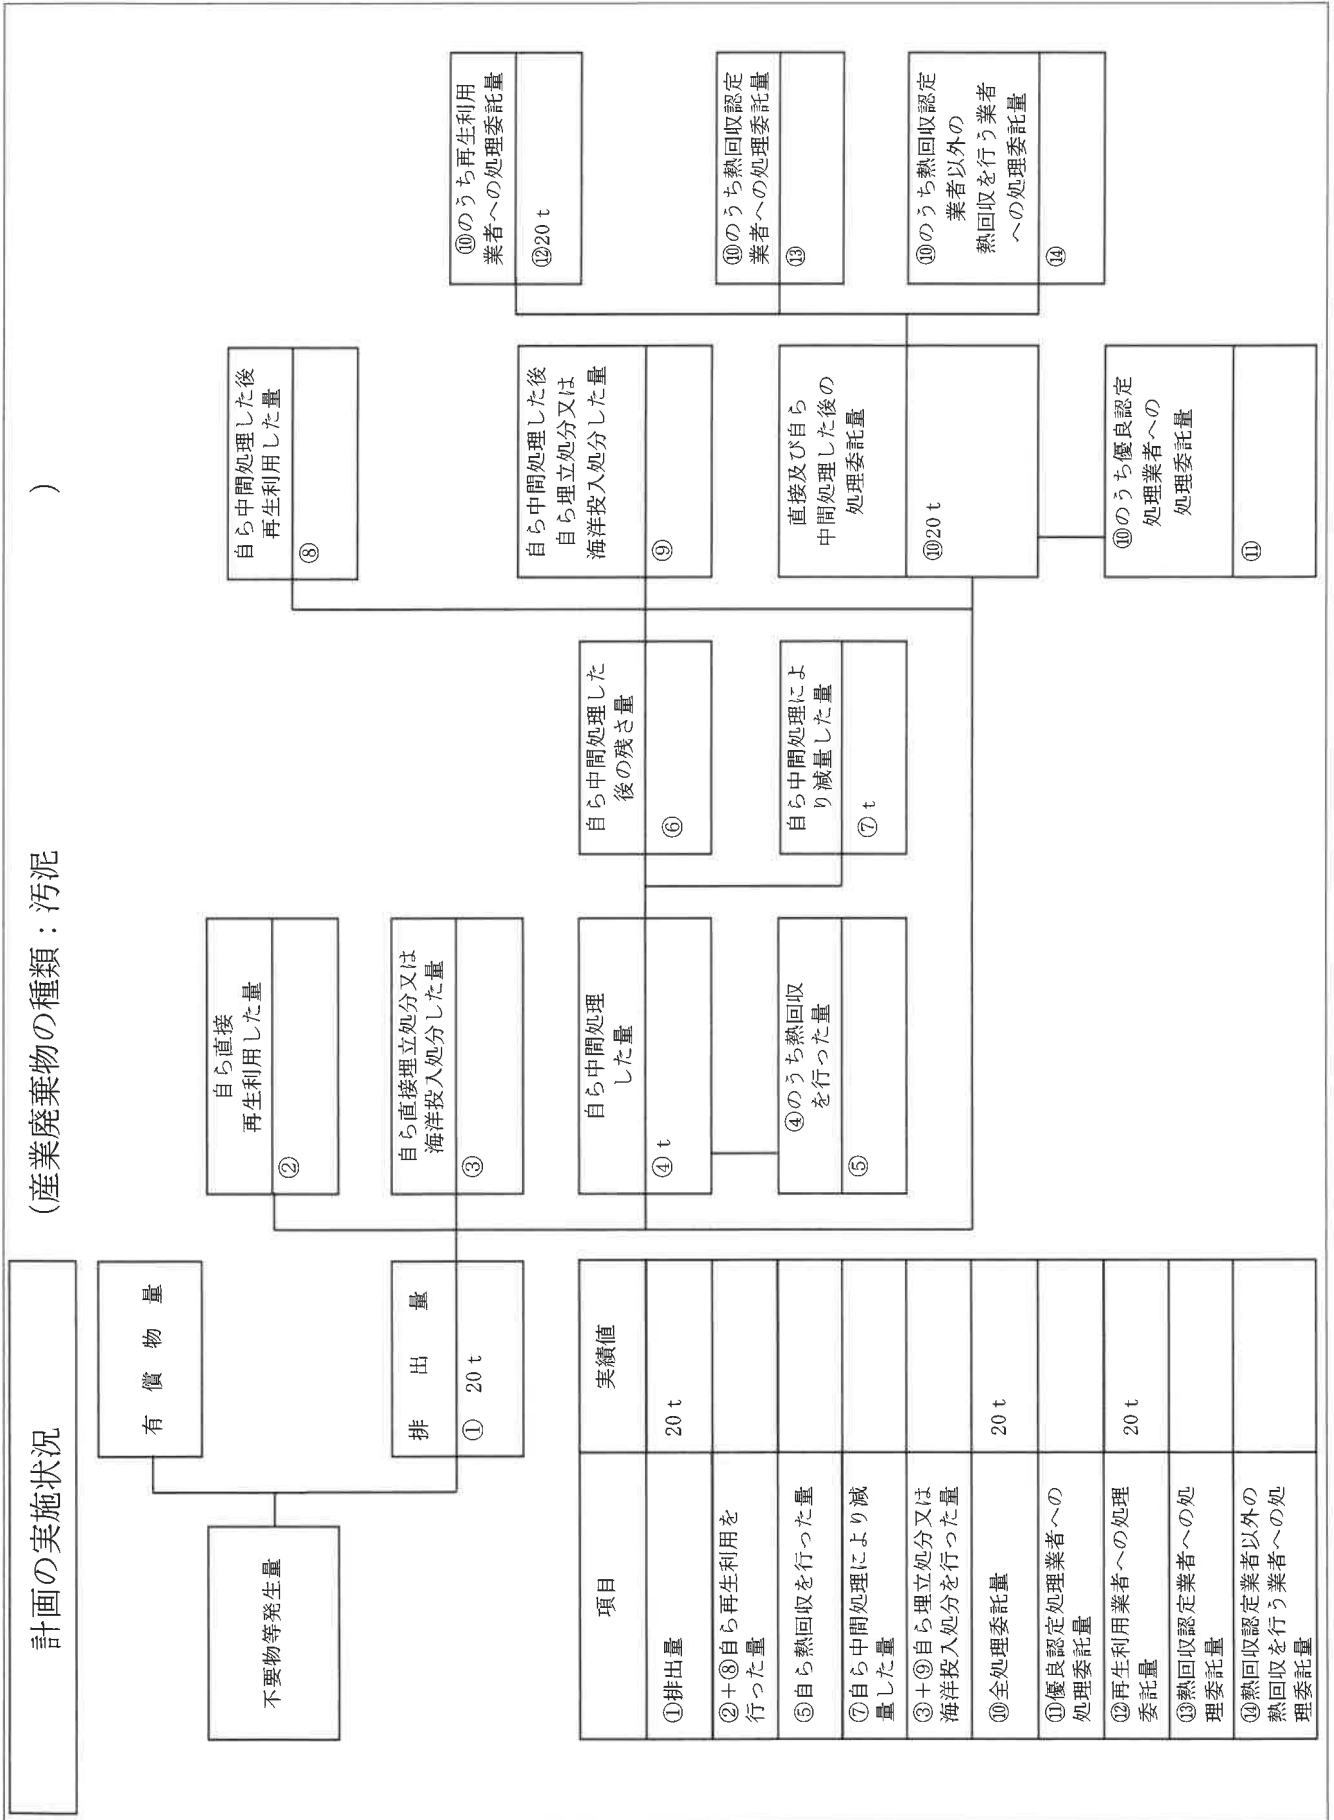 計画の実施状況
(産業廃棄物の種類：汚泥
)
不要物等発生量
有償物量
排出量
① 20 t
自ら直接
再生利用した量
②
自ら直接埋立処分又は
海洋投入処分した量
③
自ら中間処理
した量
④ t
④のうち熱回収
を行った量
⑤
自ら中間処理した
後の残さ量
⑥
自ら中間処理によ
り減量した量
⑦ t
自ら中間処理した後
再生利用した量
⑧
自ら中間処理した後
自ら埋立処分又は
海洋投入処分した量
⑨
直接及び自ら
中間処理した後の
処理委託量
⑩20 t
⑩のうち優良認定
処理業者への
処理委託量
⑪
⑩のうち再生利用
業者への処理委託量
⑫20 t
⑩のうち熱回収認定
業者への処理委託量
⑬
⑩のうち熱回収認定
業者以外の
熱回収を行う業者
への処理委託量
⑭
項目
実績値
①排出量
20 t
②＋⑧自ら再生利用を
行った量
⑤自ら熱回収を行った量
⑦自ら中間処理により減
量した量
③＋⑨自ら埋立処分又は
海洋投入処分を行った量
⑩全処理委託量
20 t
⑪優良認定処理業者への
処理委託量
⑫再生利用業者への処理
委託量
20 t
⑬熱回収認定業者への処
理委託量
⑭熱回収認定業者以外の
熱回収を行う業者への処
理委託量